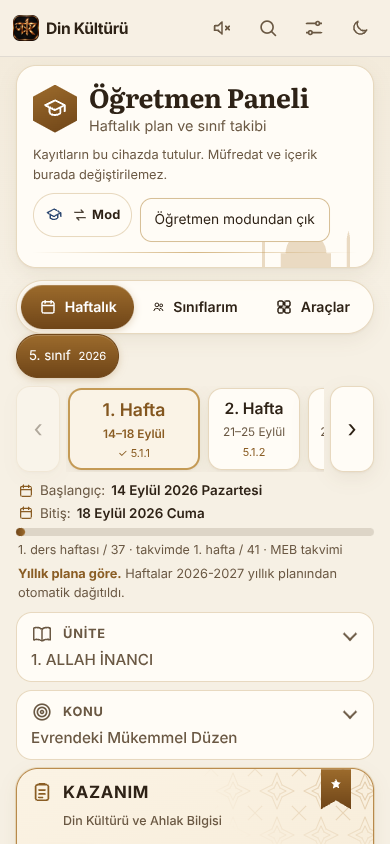 Din Kültürü
Öğretmen Paneli
Haftalık plan ve sınıf takibi
Kayıtların bu cihazda tutulur. Müfredat ve içerik
burada değiştirilemez.
Mod
Öğretmen modundan çık
Haftalık
Sınıflarım
Araçlar
5. sınıf 2026
1. Hafta
14–18 Eylül
✓ 5.1.1
2. Hafta
21–25 Eylül
5.1.2
Başlangıç: 14 Eylül 2026 Pazartesi
Bitiş: 18 Eylül 2026 Cuma
1. ders haftası / 37 · takvimde 1. hafta / 41 · MEB takvimi
Yıllık plana göre. Haftalar 2026-2027 yıllık planından
otomatik dağıtıldı.
ÜNİTE
1. ALLAH İNANCI
KONU
Evrendeki Mükemmel Düzen
KAZANIM
Din Kültürü ve Ahlak Bilgisi